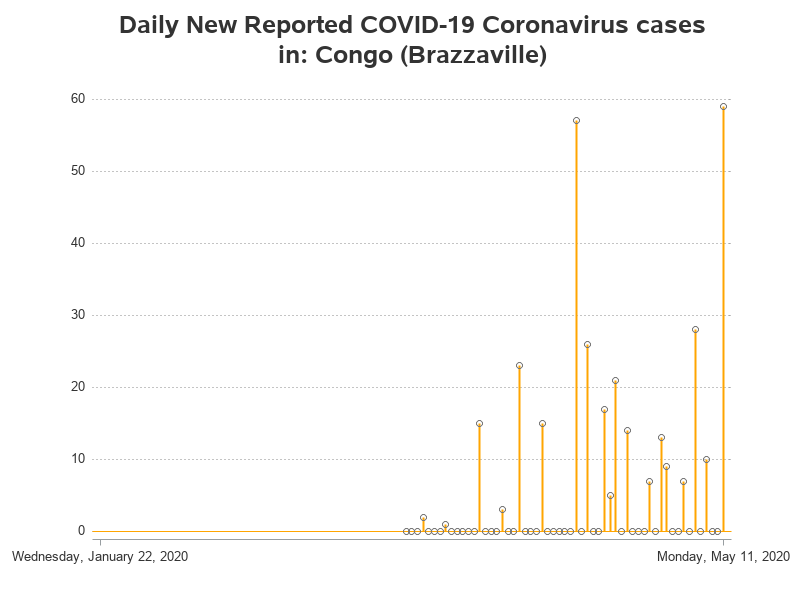 Daily New Reported COVID-19 Coronavirus cases
in: Congo (Brazzaville)
60
50
40
30
20
10
0
Wednesday, January 22, 2020 Monday, May 11, 2020